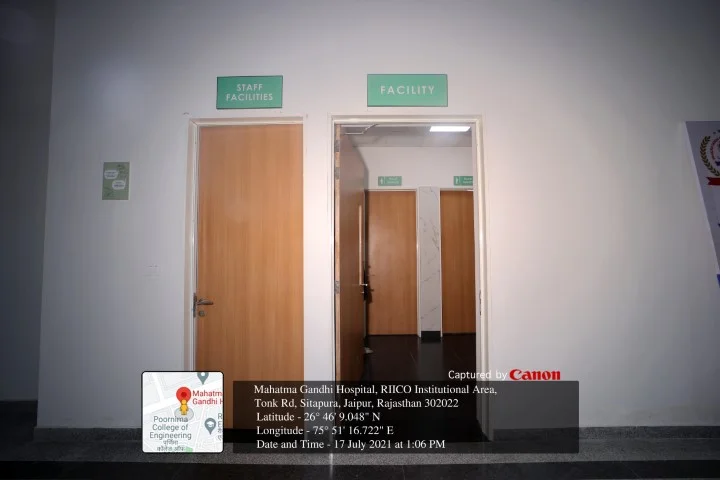 STAFF
FACILITIES
FACILITY
Captured by Canon
Mahatma Gandhi Hospital, RIICO Institutional Area,
Tonk Rd, Sitapura, Jaipur, Rajasthan 302022
Latitude - 26° 46' 9.048" N
Longitude - 75° 51' 16.722" E
Date and Time - 17 July 2021 at 1:06 PM
Mahatm
Gandhi H
Poornima
College of
Engineering